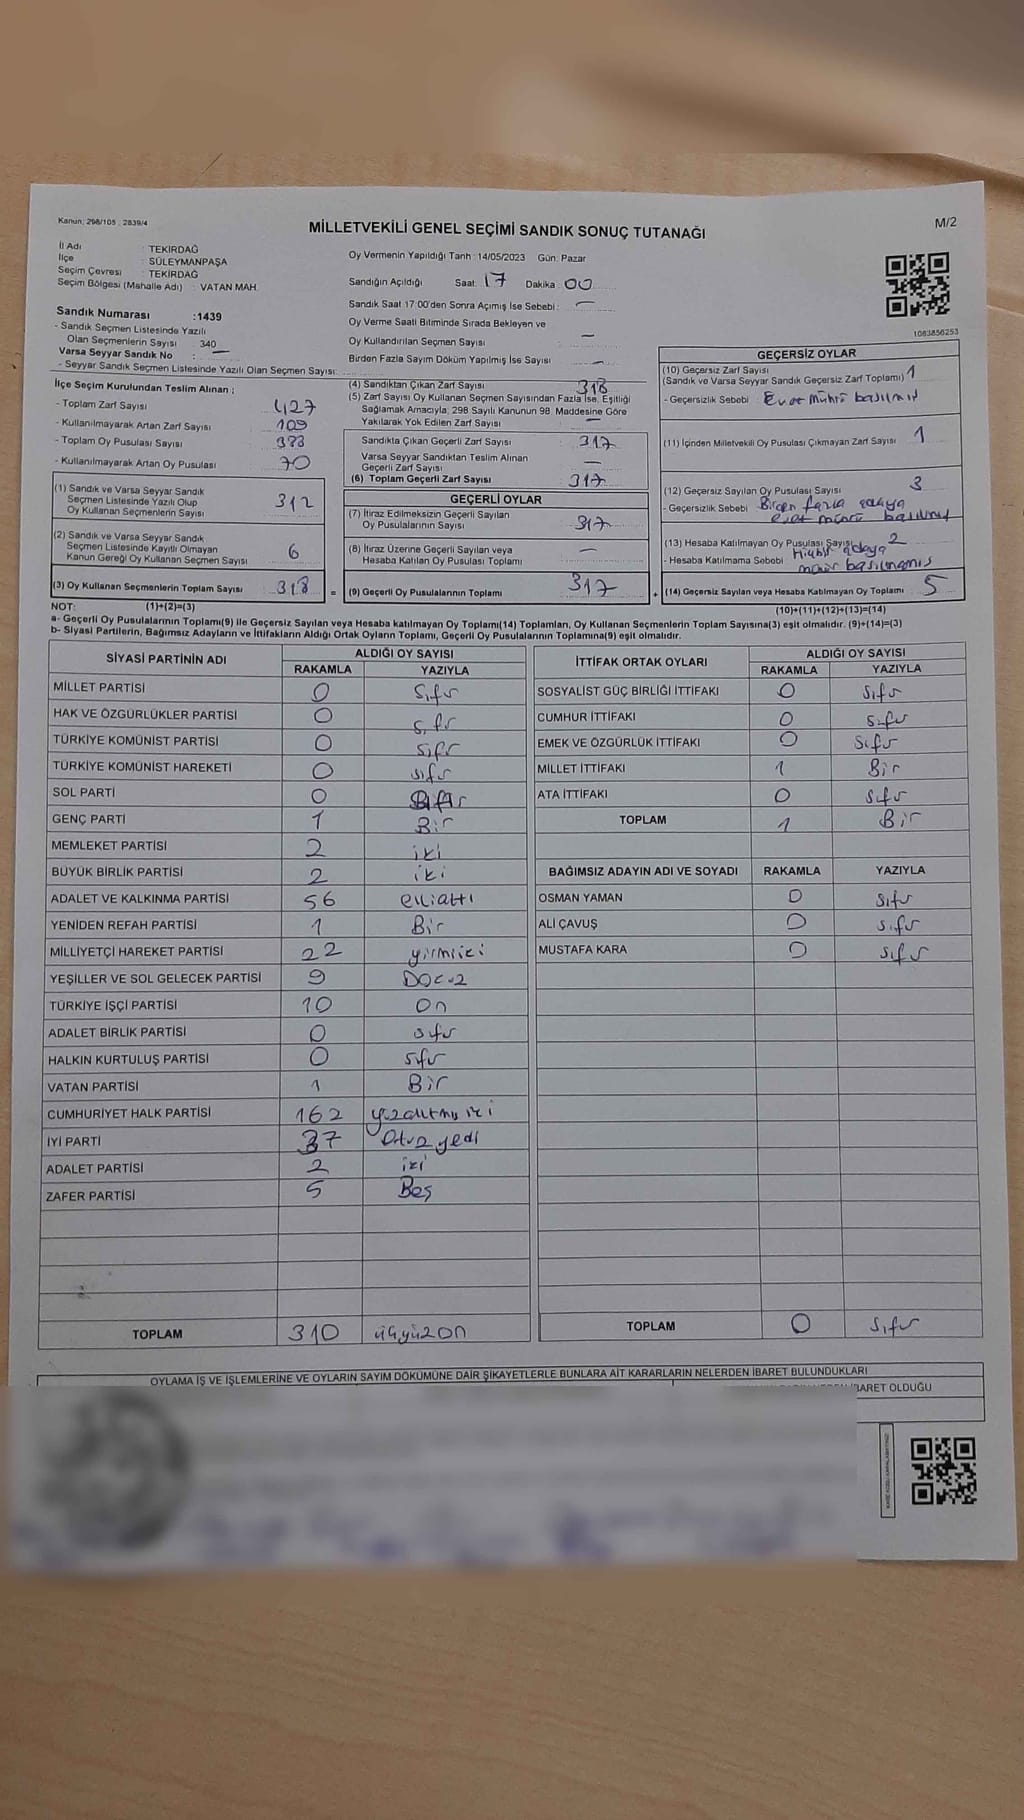 Kanun: 298/105 , 2839/4
M/2
MİLLETVEKİLİ GENEL SEÇİMİ SANDIK SONUÇ TUTANAĞI
İl Adı : TEKİRDAĞ
İlçe : SÜLEYMANPAŞA
Seçim Çevresi : TEKİRDAĞ
Seçim Bölgesi (Mahalle Adı) : VATAN MAH.
Sandık Numarası :1439
- Sandık Seçmen Listesinde Yazılı
Olan Seçmenlerin Sayısı 340
Varsa Seyyar Sandık No : —
- Seyyar Sandık Seçmen Listesinde Yazılı Olan Seçmen Sayısı:
Oy Vermenin Yapıldığı Tarih :14/05/2023 Gün: Pazar
Sandığın Açıldığı Saat: 17 Dakika: 00
Sandık Saat 17:00'den Sonra Açımış İse Sebebi : —
Oy Verme Saati Bitiminde Sırada Bekleyen ve
Oy Kullandırılan Seçmen Sayısı : —
Birden Fazla Sayım Döküm Yapılmış İse Sayısı : —
1083856253
İlçe Seçim Kurulundan Teslim Alınan ;
- Toplam Zarf Sayısı : 427
- Kullanılmayarak Artan Zarf Sayısı : 109
- Toplam Oy Pusulası Sayısı : 388
- Kullanılmayarak Artan Oy Pusulası : 70
(1) Sandık ve Varsa Seyyar Sandık
Seçmen Listesinde Yazılı Olup
Oy Kullanan Seçmenlerin Sayısı : 312
(2) Sandık ve Varsa Seyyar Sandık
Seçmen Listesinde Kayıtlı Olmayan
Kanun Gereği Oy Kullanan Seçmen Sayısı : 6
(3) Oy Kullanan Seçmenlerin Toplam Sayısı : 318
(4) Sandıktan Çıkan Zarf Sayısı : 318
(5) Zarf Sayısı Oy Kullanan Seçmen Sayısından Fazla İse, Eşitliği
Sağlamak Amacıyla, 298 Sayılı Kanunun 98. Maddesine Göre
Yakılarak Yok Edilen Zarf Sayısı : —
Sandıkta Çıkan Geçerli Zarf Sayısı : 317
Varsa Seyyar Sandıktan Teslim Alınan
Geçerli Zarf Sayısı : —
(6) Toplam Geçerli Zarf Sayısı : 317
GEÇERLİ OYLAR
(7) İtiraz Edilmeksizin Geçerli Sayılan
Oy Pusulalarının Sayısı : 317
(8) İtiraz Üzerine Geçerli Sayılan veya
Hesaba Katılan Oy Pusulası Toplamı : —
= (9) Geçerli Oy Pusulalarının Toplamı : 317 +
GEÇERSİZ OYLAR
(10) Geçersiz Zarf Sayısı
(Sandık ve Varsa Seyyar Sandık Geçersiz Zarf Toplamı) 1
- Geçersizlik Sebebi : Evet mührü basılmış
(11) İçinden Milletvekili Oy Pusulası Çıkmayan Zarf Sayısı : 1
(12) Geçersiz Sayılan Oy Pusulası Sayısı : 3
- Geçersizlik Sebebi : Birden fazla adaya
evet mührü basılmış
(13) Hesaba Katılmayan Oy Pusulası Sayısı: 2
- Hesaba Katılmama Sebebi : Hiçbir adaya
mühür basılmamış
(14) Geçersiz Sayılan veya Hesaba Katılmayan Oy Toplamı : 5
NOT: (1)+(2)=(3)
(10)+(11)+(12)+(13)=(14)
a- Geçerli Oy Pusulalarının Toplamı(9) ile Geçersiz Sayılan veya Hesaba katılmayan Oy Toplamı(14) Toplamları, Oy Kullanan Seçmenlerin Toplam Sayısına(3) eşit olmalıdır. (9)+(14)=(3)
b- Siyasi Partilerin, Bağımsız Adayların ve İttifakların Aldığı Ortak Oyların Toplamı, Geçerli Oy Pusulalarının Toplamına(9) eşit olmalıdır.
SİYASİ PARTİNİN ADI ALDIĞI OY SAYISI
RAKAMLA YAZIYLA
MİLLET PARTİSİ 0 sıfır
HAK VE ÖZGÜRLÜKLER PARTİSİ 0 sıfır
TÜRKİYE KOMÜNİST PARTİSİ 0 sıfır
TÜRKİYE KOMÜNİST HAREKETİ 0 sıfır
SOL PARTİ 0 sıfır
GENÇ PARTİ 1 Bir
MEMLEKET PARTİSİ 2 iki
BÜYÜK BİRLİK PARTİSİ 2 iki
ADALET VE KALKINMA PARTİSİ 56 elliattı
YENİDEN REFAH PARTİSİ 1 Bir
MİLLİYETÇİ HAREKET PARTİSİ 22 yirmiiki
YEŞİLLER VE SOL GELECEK PARTİSİ 9 Dokuz
TÜRKİYE İŞÇİ PARTİSİ 10 on
ADALET BİRLİK PARTİSİ 0 sıfır
HALKIN KURTULUŞ PARTİSİ 0 sıfır
VATAN PARTİSİ 1 Bir
CUMHURİYET HALK PARTİSİ 162 yüzaltmış iki
İYİ PARTİ 37 Otuz yedi
ADALET PARTİSİ 2 iki
ZAFER PARTİSİ 5 Beş
TOPLAM 310 üçyüzon
İTTİFAK ORTAK OYLARI ALDIĞI OY SAYISI
RAKAMLA YAZIYLA
SOSYALİST GÜÇ BİRLİĞİ İTTİFAKI 0 sıfır
CUMHUR İTTİFAKI 0 sıfır
EMEK VE ÖZGÜRLÜK İTTİFAKI 0 sıfır
MİLLET İTTİFAKI 1 Bir
ATA İTTİFAKI 0 sıfır
TOPLAM 1 Bir
BAĞIMSIZ ADAYIN ADI VE SOYADI RAKAMLA YAZIYLA
OSMAN YAMAN 0 sıfır
ALİ ÇAVUŞ 0 sıfır
MUSTAFA KARA 0 sıfır
TOPLAM 0 sıfır
OYLAMA İŞ VE İŞLEMLERİNE VE OYLARIN SAYIM DÖKÜMÜNE DAİR ŞİKAYETLERLE BUNLARA AİT KARARLARIN NELERDEN İBARET BULUNDUKLARI
İBARET OLDUĞU